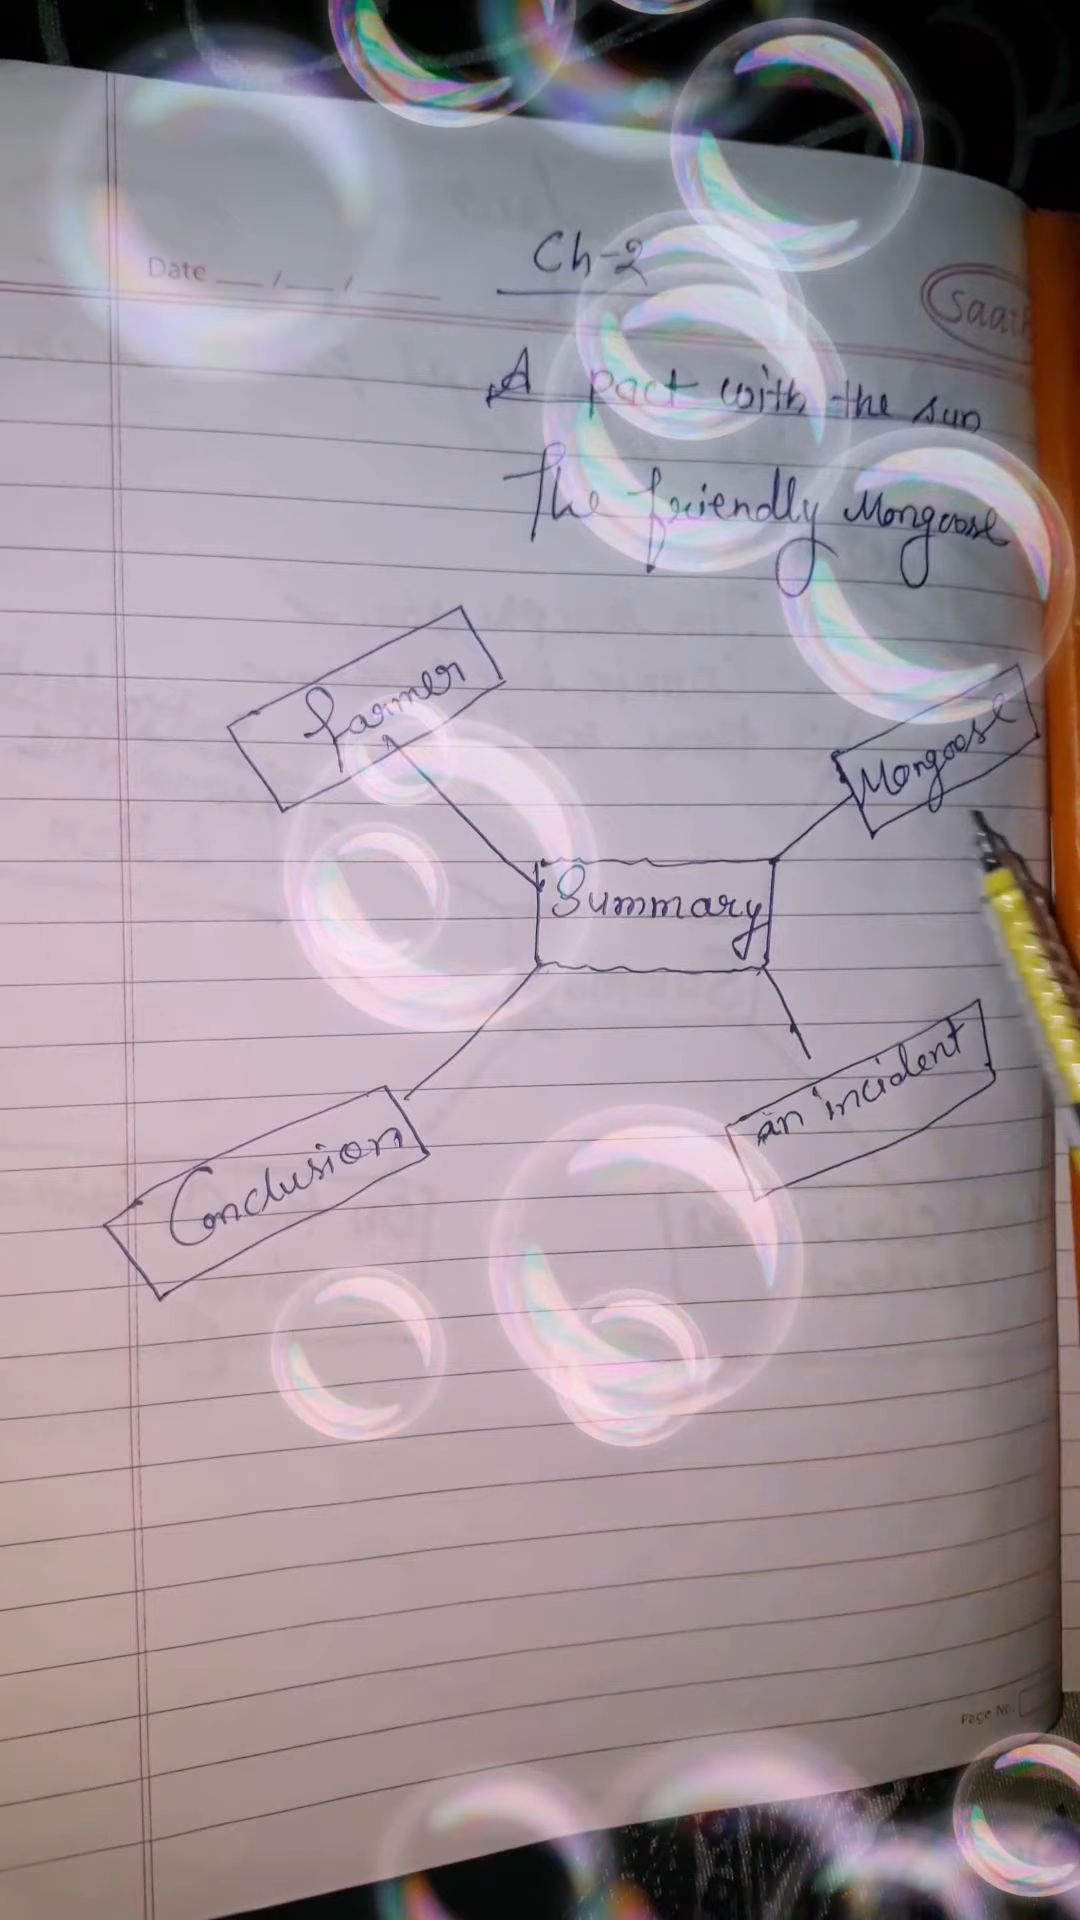 Ch-2
Date __/__/____
Saat
A pact with the sun
The friendly Mongoose
farmer
Mongoose
Summary
an incident
Conclusion
Page No.